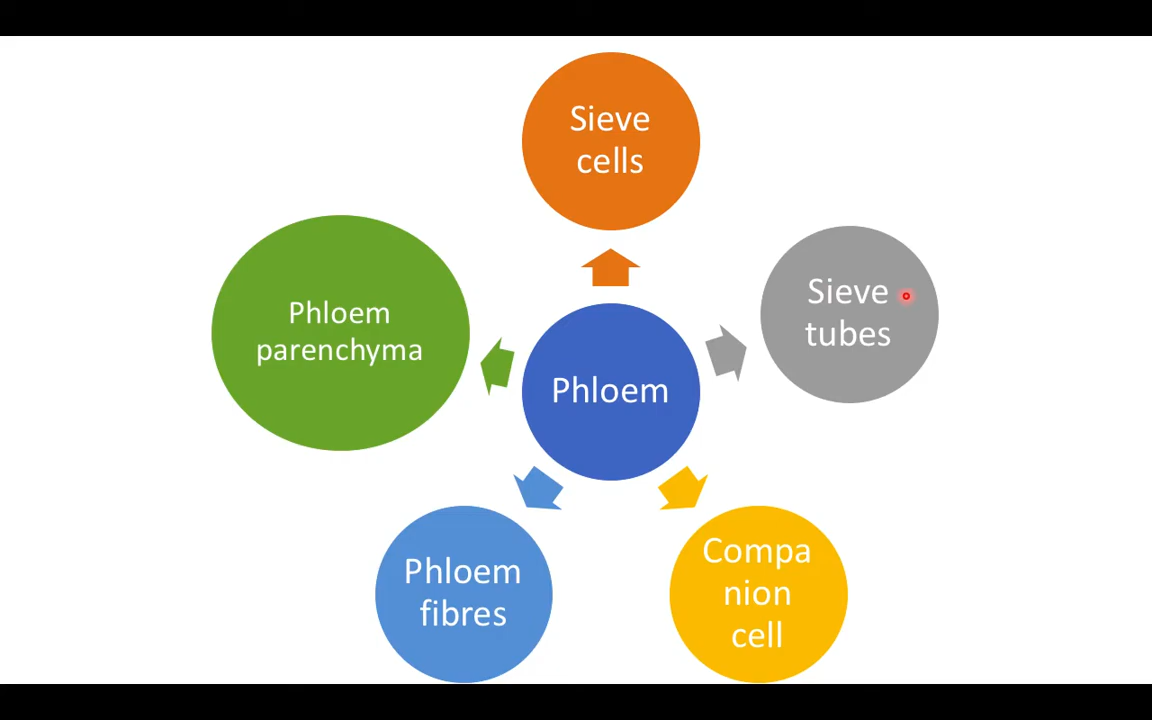 Sieve
cells
Sieve
tubes
Phloem
parenchyma
Phloem
Phloem
fibres
Compa
nion
cell